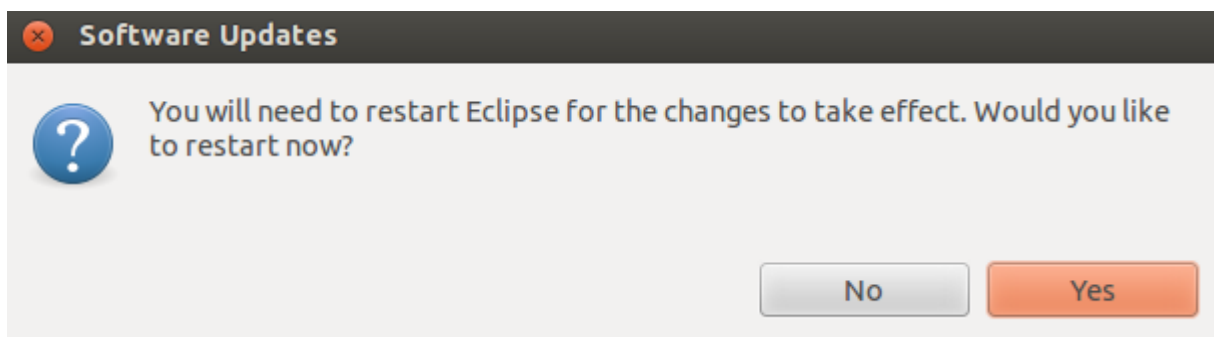 Software Updates
You will need to restart Eclipse for the changes to take effect. Would you like
to restart now?
No
Yes